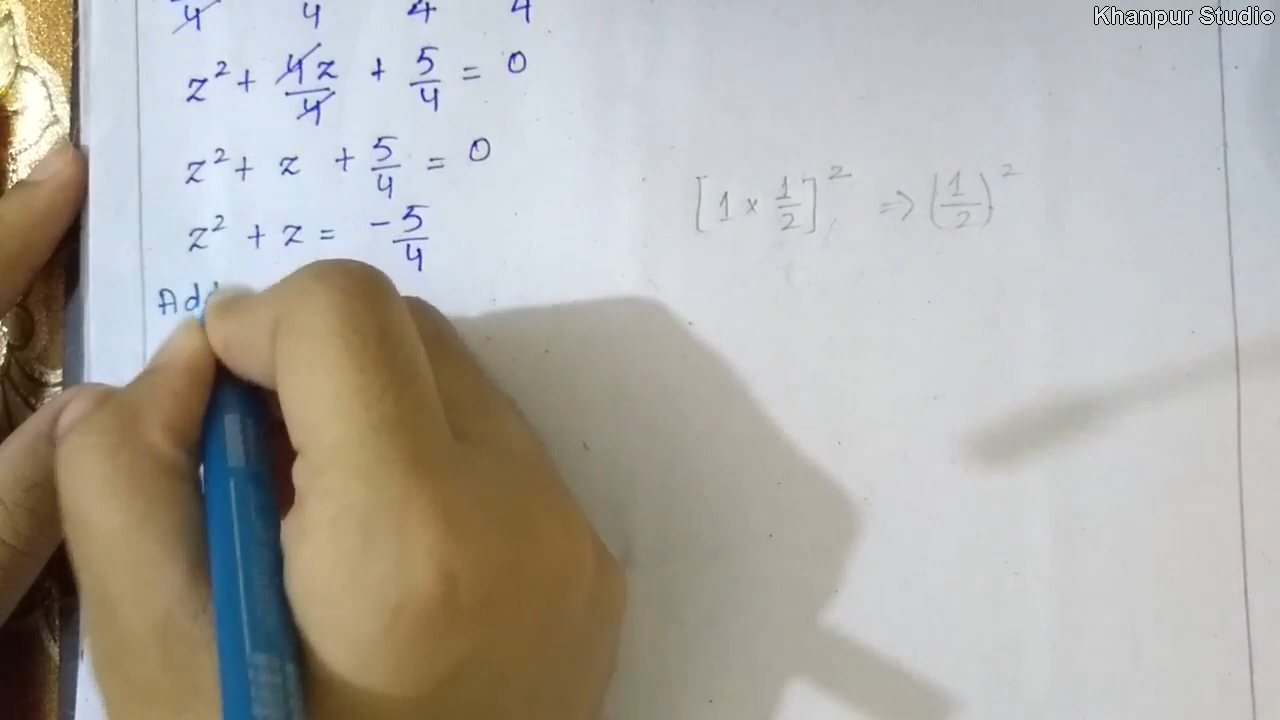 Khanpur Studio
4 4 4 4
z² + 4z/4 + 5/4 = 0
z² + z + 5/4 = 0
[1 × 1/2]² => (1/2)²
z² + z = -5/4
Add